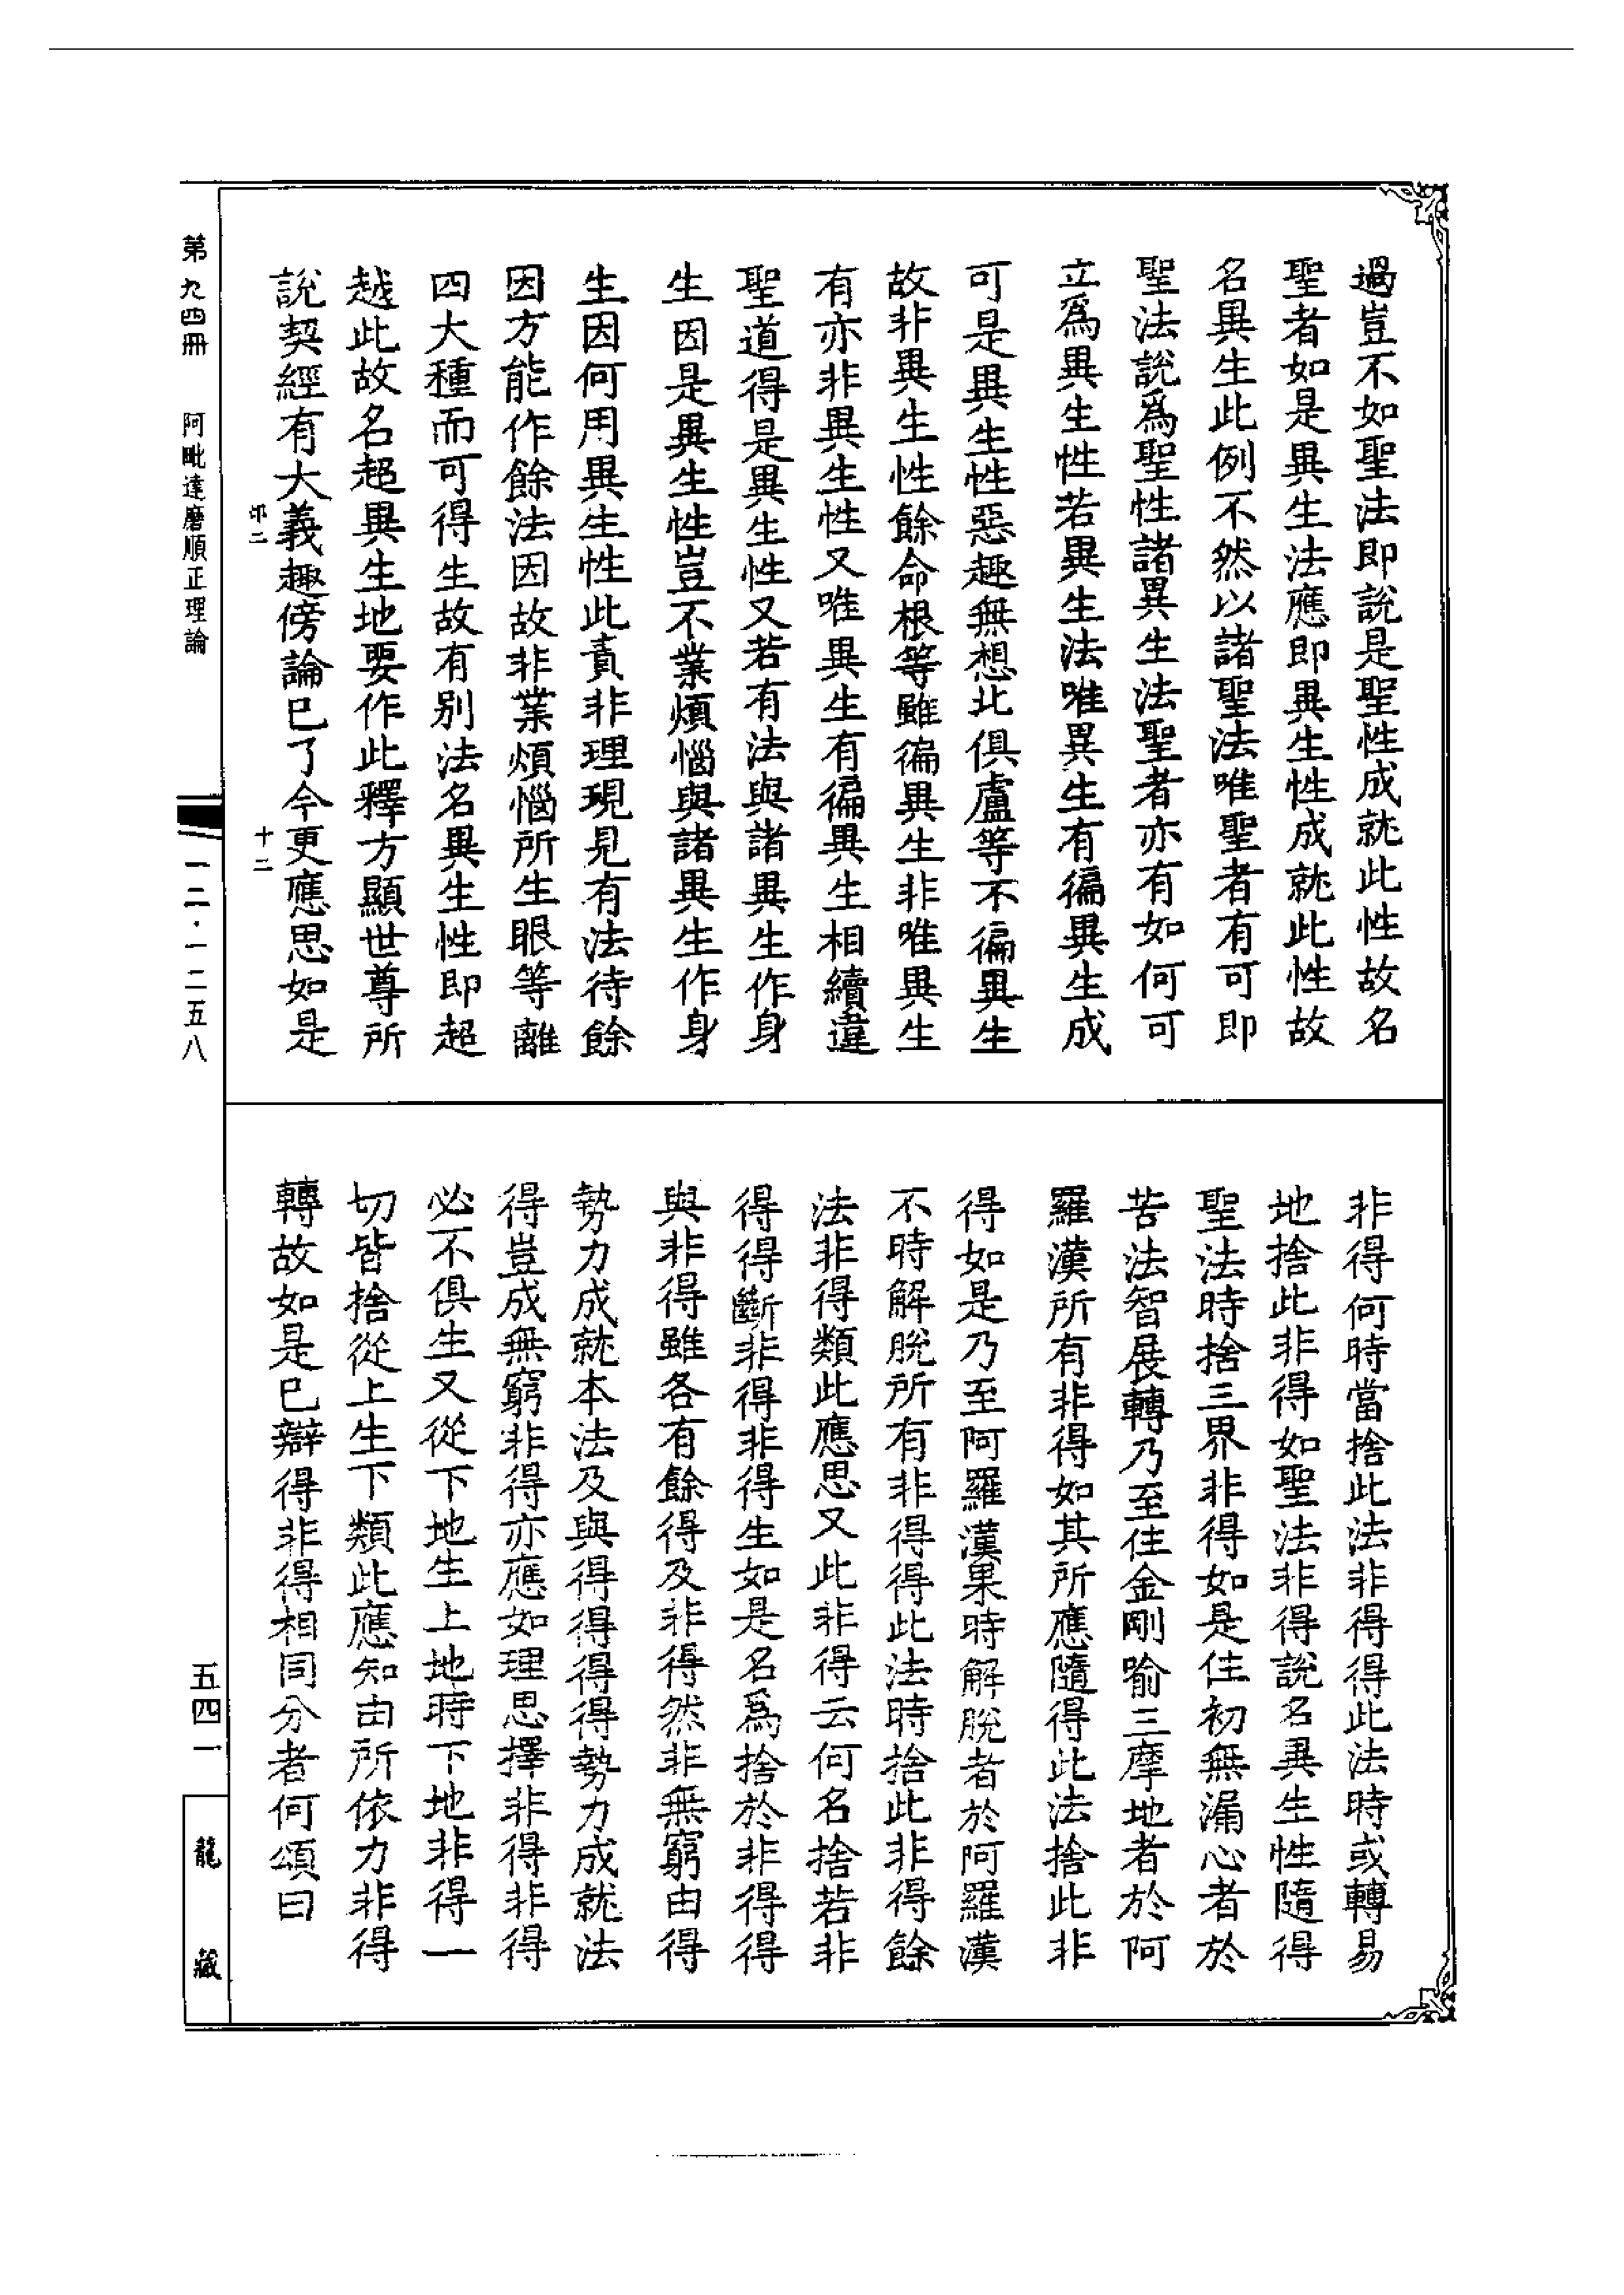 過豈不如聖法即說是聖性成就此性故名
聖者如是異生法應即異生性成就此性故
名異生此例不然以諸聖法唯聖者有可即
聖法說爲聖性諸異生法聖者亦有如何可
立爲異生性若異生法唯異生有徧異生成
可是異生性惡趣無想北俱盧等不徧異生
故非異生性餘命根等雖徧異生非唯異生
有亦非異生性又唯異生有徧異生相續違
聖道得是異生性又若有法與諸異生作身
生因是異生性豈不業煩惱與諸異生作身
生因何用異生性此責非理現見有法待餘
因方能作餘法因故非業煩惱所生眼等離
四大種而可得生故有別法名異生性即超
越此故名超異生地要作此釋方顯世尊所
說契經有大義趣傍論已了今更應思如是
非得何時當捨此法非得得此法時或轉易
地捨此非得如聖法非得說名異生性隨得
聖法時捨三界非得如是住初無漏心者於
苦法智展轉乃至住金剛喻三摩地者於阿
羅漢所有非得如其所應隨得此法捨此非
得如是乃至阿羅漢果時解脫者於阿羅漢
不時解脫所有非得得此法時捨此非得餘
法非得類此應思又此非得云何名捨若非
得得斷非得非得生如是名爲捨於非得得
與非得雖各有餘得及非得然非無窮由得
勢力成就本法及與得得得得勢力成就法
得豈成無窮非得亦應如理思擇非得非得
必不俱生又從下地生上地時下地非得一
切皆捨從上生下類此應知由所依力非得
轉故如是已辯得非得相同分者何頌曰
第九四冊 阿毗達磨順正理論
卭二
十二
一二·一二五八
五四一
龍藏